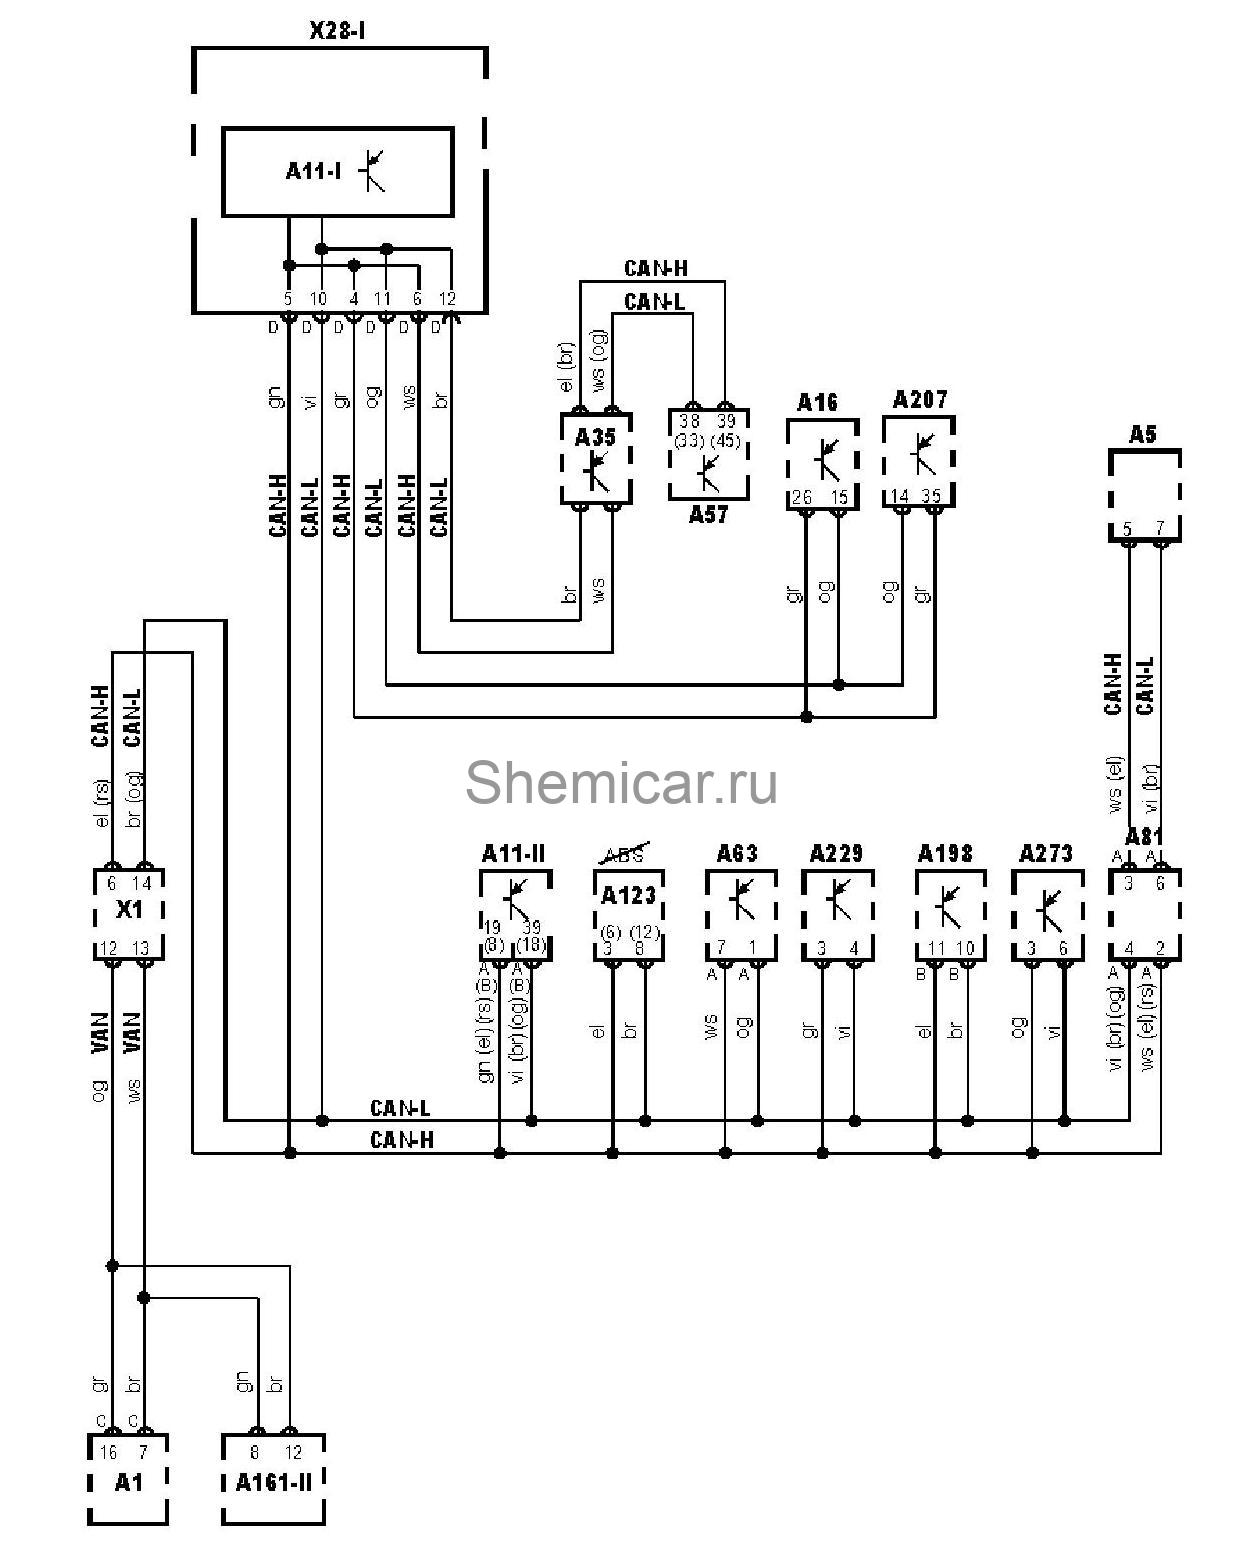 X28-I
A11-I
5 10 4 11 6 12
D D D D D D
gn vi gr og ws br
CAN-H CAN-L CAN-H CAN-L CAN-H CAN-L
CAN-H
CAN-L
el (br) ws (og)
A35
br ws
38 39
(33) (45)
A57
A16
26 15
gr og
A207
14 35
og gr
A5
5 7
CAN-H CAN-L
ws (el) vi (br)
A81
A A
3 6
4 2
A A
vi (br) (og) ws (el) (rs)
CAN-H CAN-L
el (rs) br (og)
6 14
X1
12 13
VAN VAN
og ws
Shemicar.ru
A11-II
19 39
(8) (18)
A A
(B) (B)
gn (el) (rs) vi (br) (og)
ABS
A123
(6) (12)
3 8
el br
A63
7 1
A A
ws og
A229
3 4
gr vi
A198
11 10
B B
el br
A273
3 6
og vi
CAN-L
CAN-H
gr br
C C
16 7
A1
gn br
8 12
A161-II